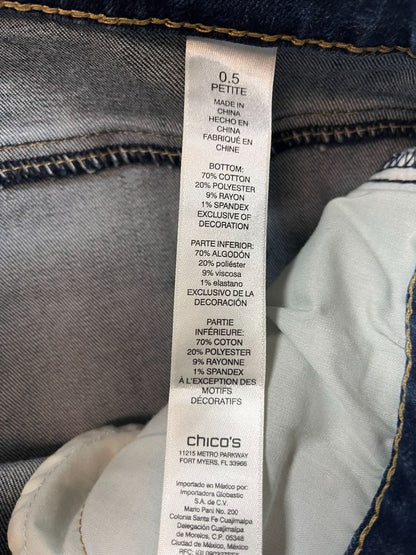 0.5
PETITE
MADE IN
CHINA
HECHO EN
CHINA
FABRIQUÉ EN
CHINE
BOTTOM:
70% COTTON
20% POLYESTER
9% RAYON
1% SPANDEX
EXCLUSIVE OF
DECORATION
PARTE INFERIOR:
70% ALGODÓN
20% poliéster
9% viscosa
1% elastano
EXCLUSIVO DE LA
DECORACIÓN
PARTIE
INFÉRIEURE:
70% COTON
20% POLYESTER
9% RAYONNE
1% SPANDEX
À L'EXCEPTION DES
MOTIFS
DÉCORATIFS
chico's
11215 METRO PARKWAY
FORT MYERS, FL 33966
Importado en México por:
Importadora Globastic
S.A. de C.V.
Mario Pani No. 200
Colonia Santa Fe Cuajimalpa
Delegación Cuajimalpa
de Morelos, C.P. 05348
Ciudad de México, México
RFC: